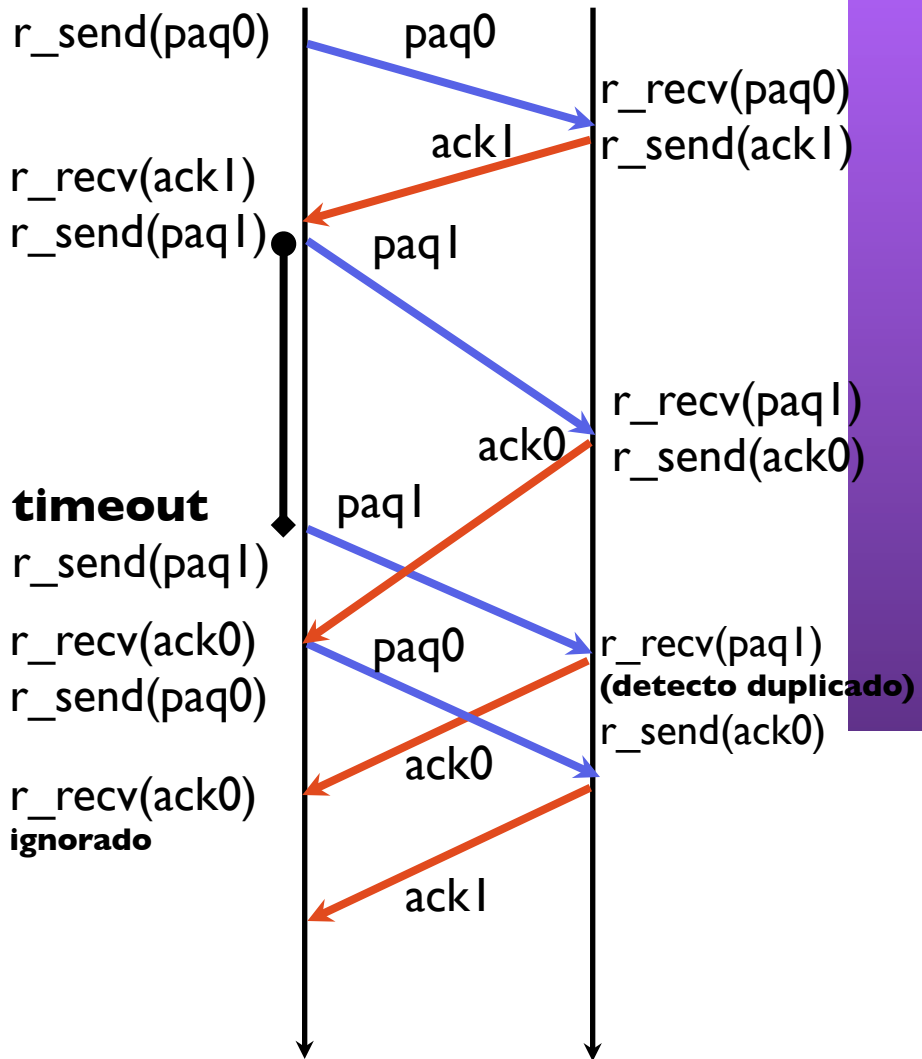 r_send(paq0)
paq0
r_recv(paq0)
ack1
r_send(ack1)
r_recv(ack1)
r_send(paq1)
paq1
r_recv(paq1)
ack0
r_send(ack0)
timeout
paq1
r_send(paq1)
r_recv(ack0)
paq0
r_recv(paq1)
r_send(paq0)
(detecto duplicado)
r_send(ack0)
ack0
r_recv(ack0)
ignorado
ack1